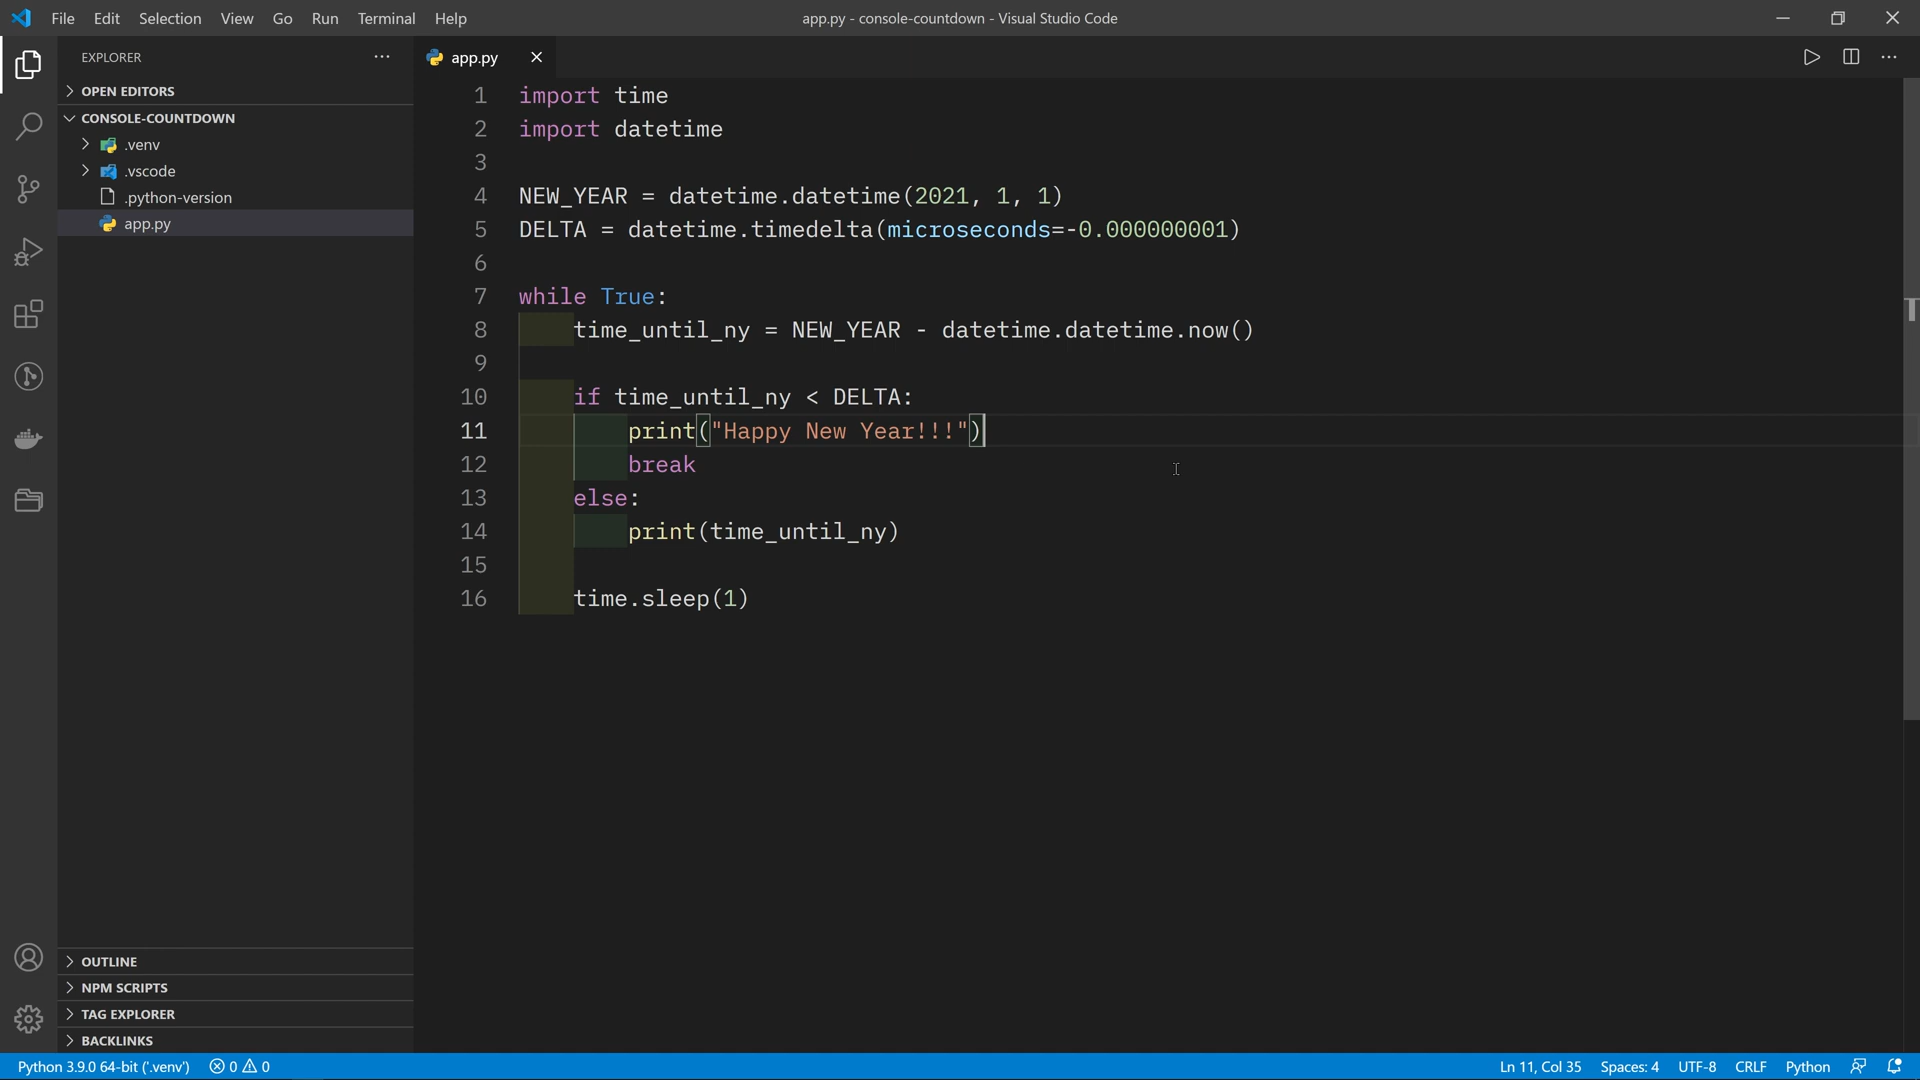 File Edit Selection View Go Run Terminal Help
app.py - console-countdown - Visual Studio Code
EXPLORER
OPEN EDITORS
CONSOLE-COUNTDOWN
.venv
.vscode
.python-version
app.py
OUTLINE
NPM SCRIPTS
TAG EXPLORER
BACKLINKS
app.py
1 import time
2 import datetime
3
4 NEW_YEAR = datetime.datetime(2021, 1, 1)
5 DELTA = datetime.timedelta(microseconds=-0.000000001)
6
7 while True:
8     time_until_ny = NEW_YEAR - datetime.datetime.now()
9
10     if time_until_ny < DELTA:
11         print("Happy New Year!!!")
12         break
13     else:
14         print(time_until_ny)
15
16     time.sleep(1)
Python 3.9.0 64-bit ('.venv') 0 0
Ln 11, Col 35 Spaces: 4 UTF-8 CRLF Python